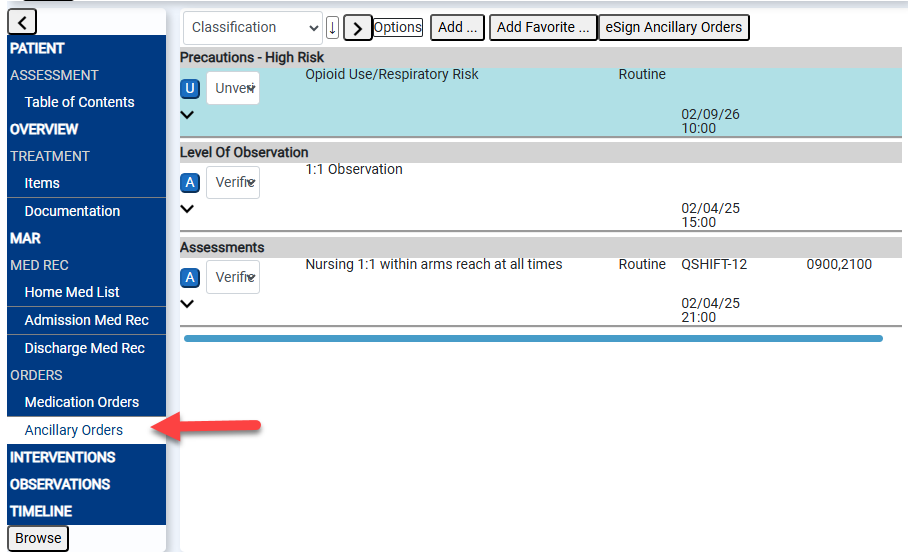 PATIENT
ASSESSMENT
Table of Contents
OVERVIEW
TREATMENT
Items
Documentation
MAR
MED REC
Home Med List
Admission Med Rec
Discharge Med Rec
ORDERS
Medication Orders
Ancillary Orders
INTERVENTIONS
OBSERVATIONS
TIMELINE
Browse
Classification ↓ Options Add ... Add Favorite ... eSign Ancillary Orders
Precautions - High Risk
Opioid Use/Respiratory Risk Routine
U Unveri
02/09/26
10:00
Level Of Observation
1:1 Observation
A Verifie
02/04/25
15:00
Assessments
Nursing 1:1 within arms reach at all times Routine QSHIFT-12 0900,2100
A Verifie
02/04/25
21:00